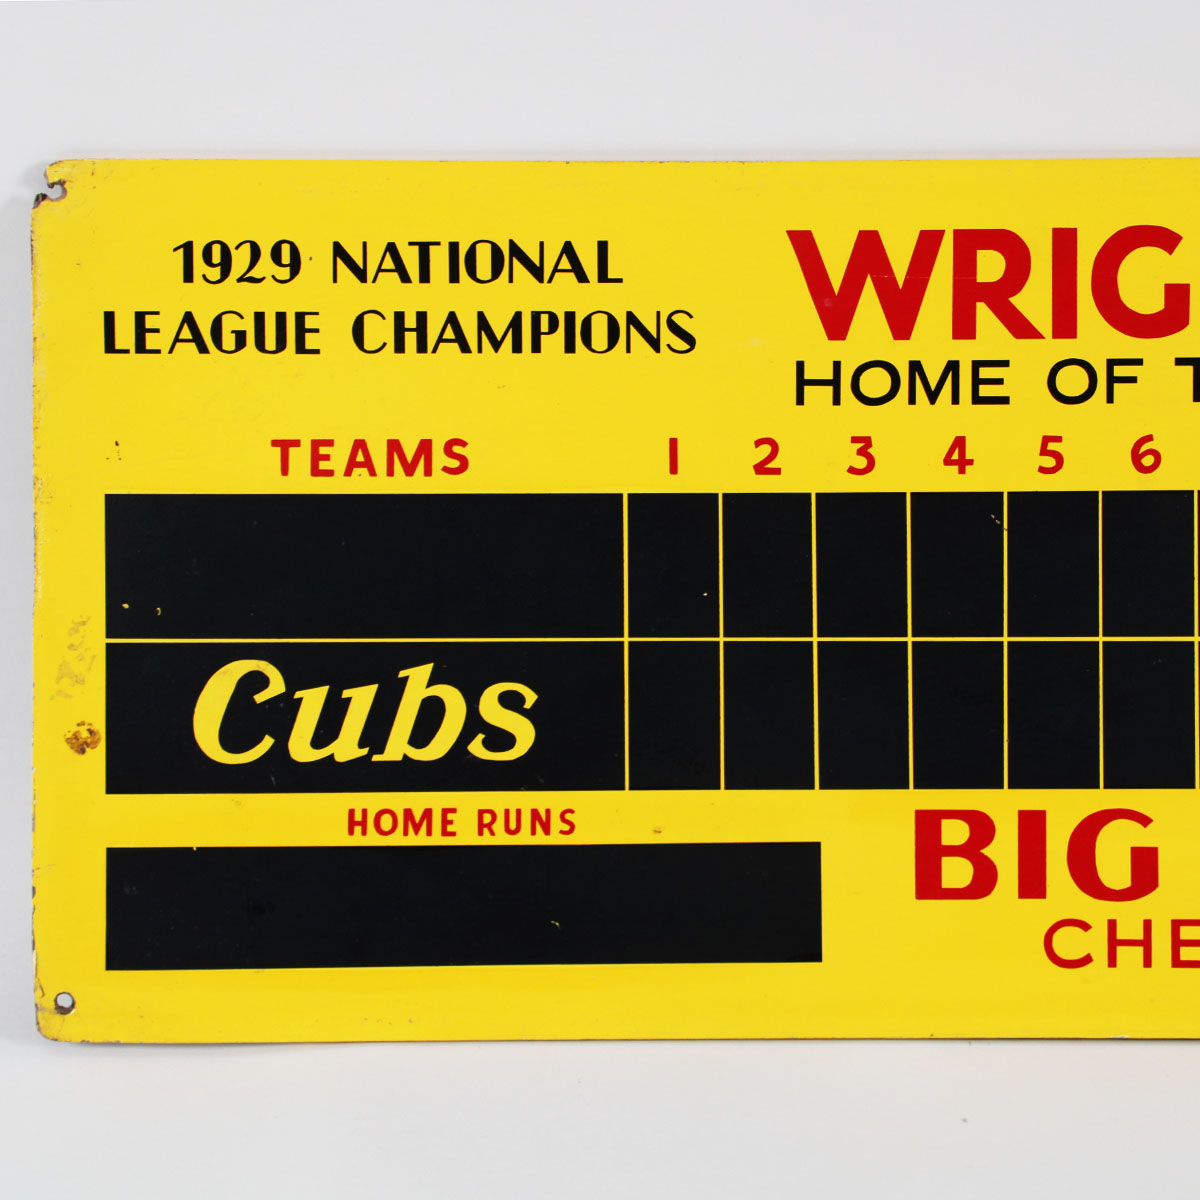 1929 NATIONAL
LEAGUE CHAMPIONS
WRIG
HOME OF T
TEAMS 1 2 3 4 5 6
Cubs
HOME RUNS
BIG
CHE